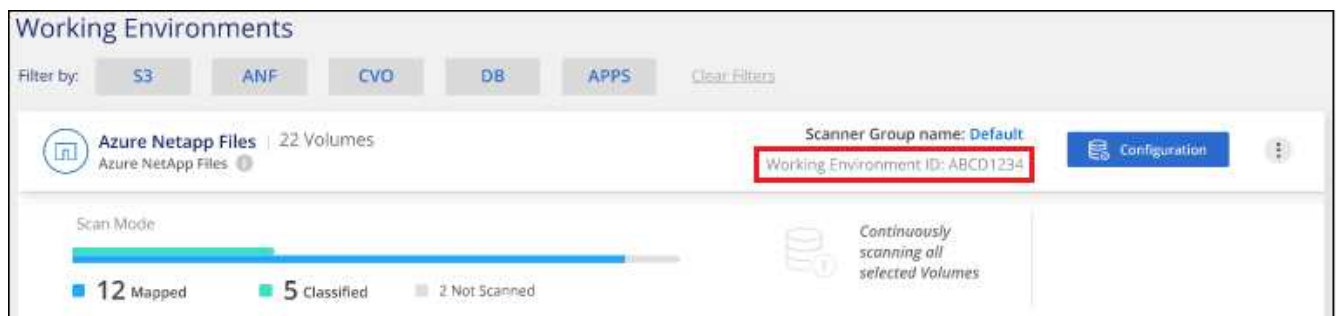 Working Environments
Filter by: S3 ANF CVO DB APPS Clear Filters
Azure Netapp Files | 22 Volumes
Azure NetApp Files
Scanner Group name: Default
Working Environment ID: ABCD1234
Configuration
Scan Mode
12 Mapped 5 Classified 2 Not Scanned
Continuously
scanning all
selected Volumes